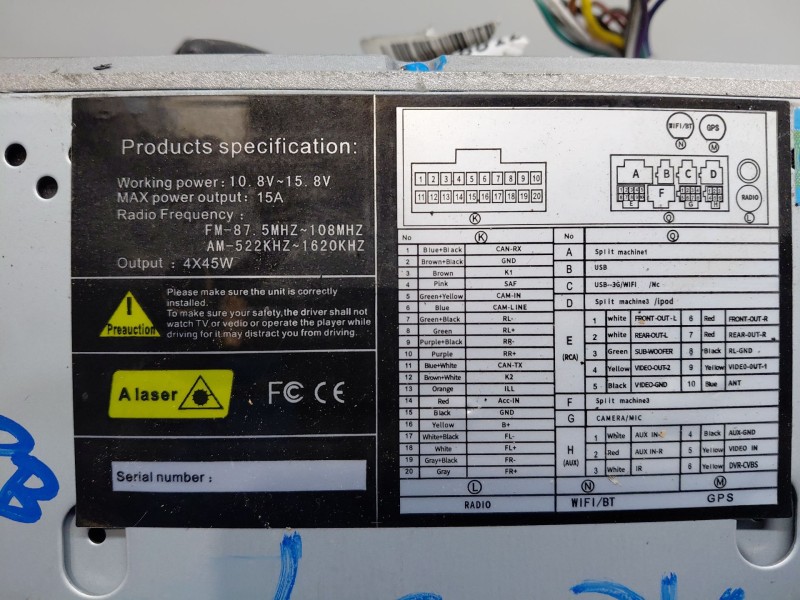 Products specification:
Working power: 10.8V~15.8V
MAX power output: 15A
Radio Frequency :
FM-87.5MHZ~108MHZ
AM-522KHZ~1620KHZ
Output : 4X45W
! Preauction
Please make sure the unit is correctly
installed.
To make sure your safety, the driver shall not
watch TV or vedio or operate the player while
driving for it may distract you from driving.
A laser
FC CE
Serial number :
WIFI/BT GPS
N M
A B C D
F
E G H
RADIO
L
1 2 3 4 5 6 7 8 9 10
11 12 13 14 15 16 17 18 19 20
K Q
No K
1 Blue+Black CAN-RX
2 Brown+Black GND
3 Brown K1
4 Pink SAF
5 Green+Yellow CAM-IN
6 Blue CAM-LINE
7 Green+Black RL-
8 Green RL+
9 Purple+Black RR-
10 Purple RR+
11 Blue+White CAN-TX
12 Brown+White K2
13 Orange ILL
14 Red Acc-IN
15 Black GND
16 Yellow B+
17 White+Black FL-
18 White FL+
19 Gray+Black FR-
20 Gray FR+
No Q
A Split machine1
B USB
C USB-3G/WIFI /Nc
D Split machine3 /ipod
E (RCA)
1 white FRONT-OUT-L 6 Red FRONT-OUT-R
2 white REAR-OUT-L 7 Red REAR-OUT-R
3 Green SUB-WOOFER 8 Black RL-GND
4 Yellow VIDEO-OUT-2 9 Yellow VIDEO-OUT-1
5 Black VIDEO-GND 10 Blue ANT
F Split machine3
G CAMERA/MIC
H (AUX)
1 White AUX IN- 4 Black AUX-GND
2 Red AUX IN-R 5 Yellow VIDEO IN
3 White IR 6 Yellow DVR-CVBS
L N M
RADIO WIFI/BT GPS